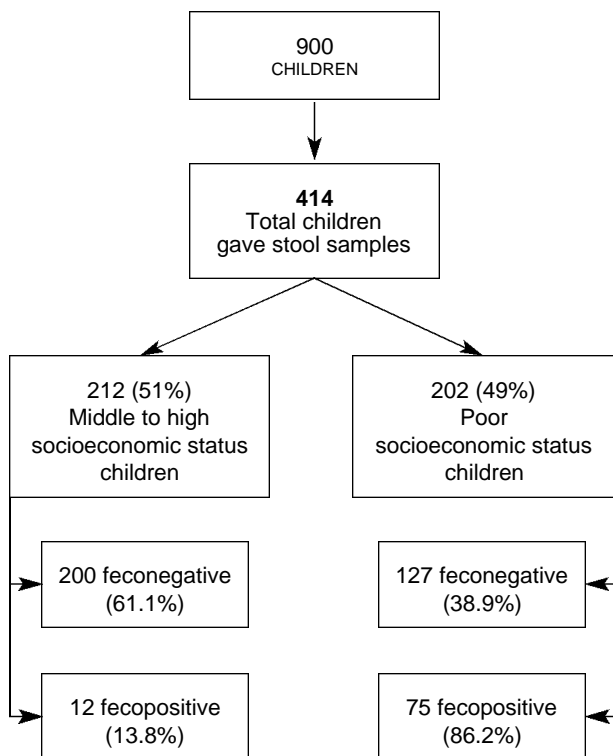 900
CHILDREN
414
Total children
gave stool samples
212 (51%)
Middle to high
socioeconomic status
children
202 (49%)
Poor
socioeconomic status
children
200 feconegative
(61.1%)
127 feconegative
(38.9%)
12 fecopositive
(13.8%)
75 fecopositive
(86.2%)